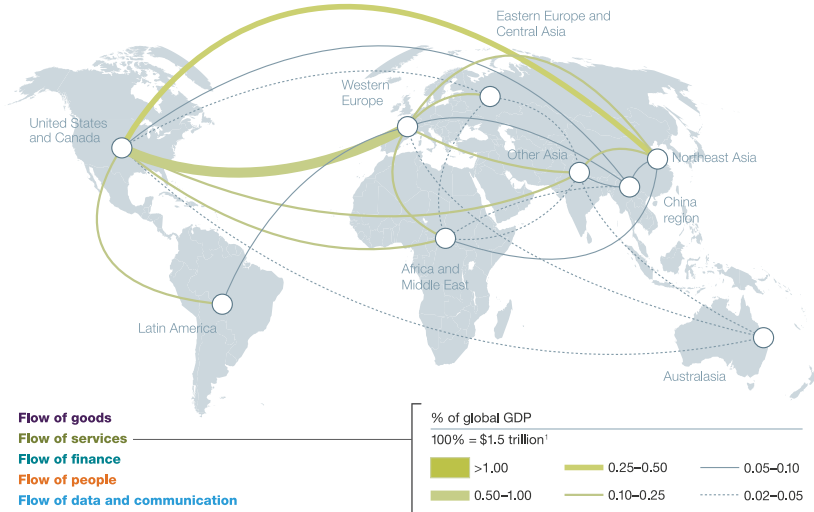 Eastern Europe and
Central Asia
Western
Europe
United States
and Canada
Other Asia
Northeast Asia
China
region
Africa and
Middle East
Latin America
Australasia
Flow of goods
Flow of services
Flow of finance
Flow of people
Flow of data and communication
% of global GDP
100% = $1.5 trillion¹
>1.00
0.25–0.50
0.05–0.10
0.50–1.00
0.10–0.25
0.02–0.05